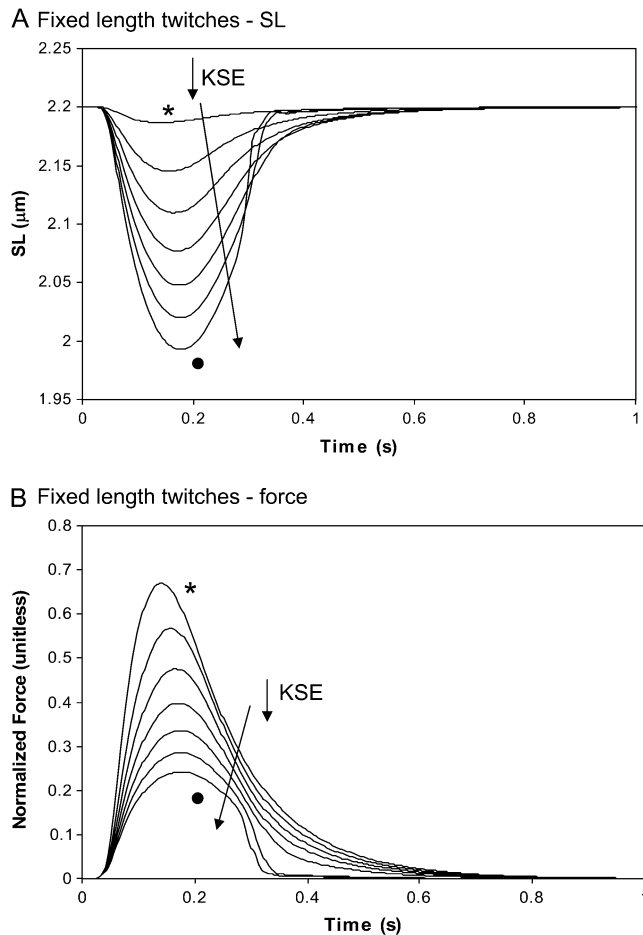 A Fixed length twitches - SL
2.25
↓ KSE
*
2.2
2.15
2.1
2.05
2
1.95
SL (μm)
0 0.2 0.4 0.6 0.8 1
Time (s)
B Fixed length twitches - force
0.8
0.7
*
0.6
0.5
↓ KSE
0.4
0.3
0.2
0.1
0
Normalized Force (unitless)
0 0.2 0.4 0.6 0.8
Time (s)